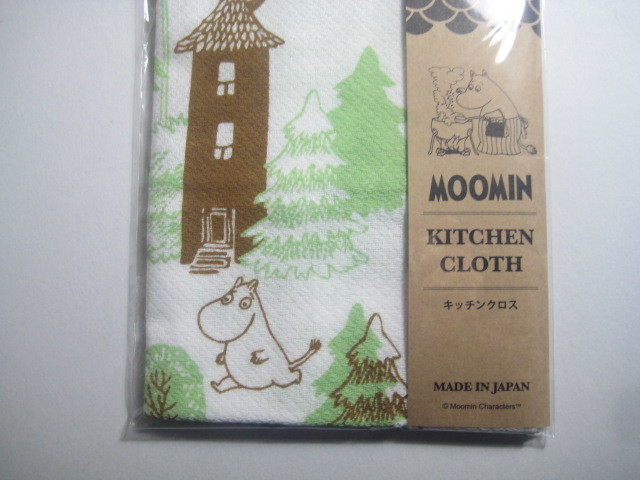 MOOMIN
KITCHEN
CLOTH
キッチンクロス
MADE IN JAPAN
© Moomin Characters™